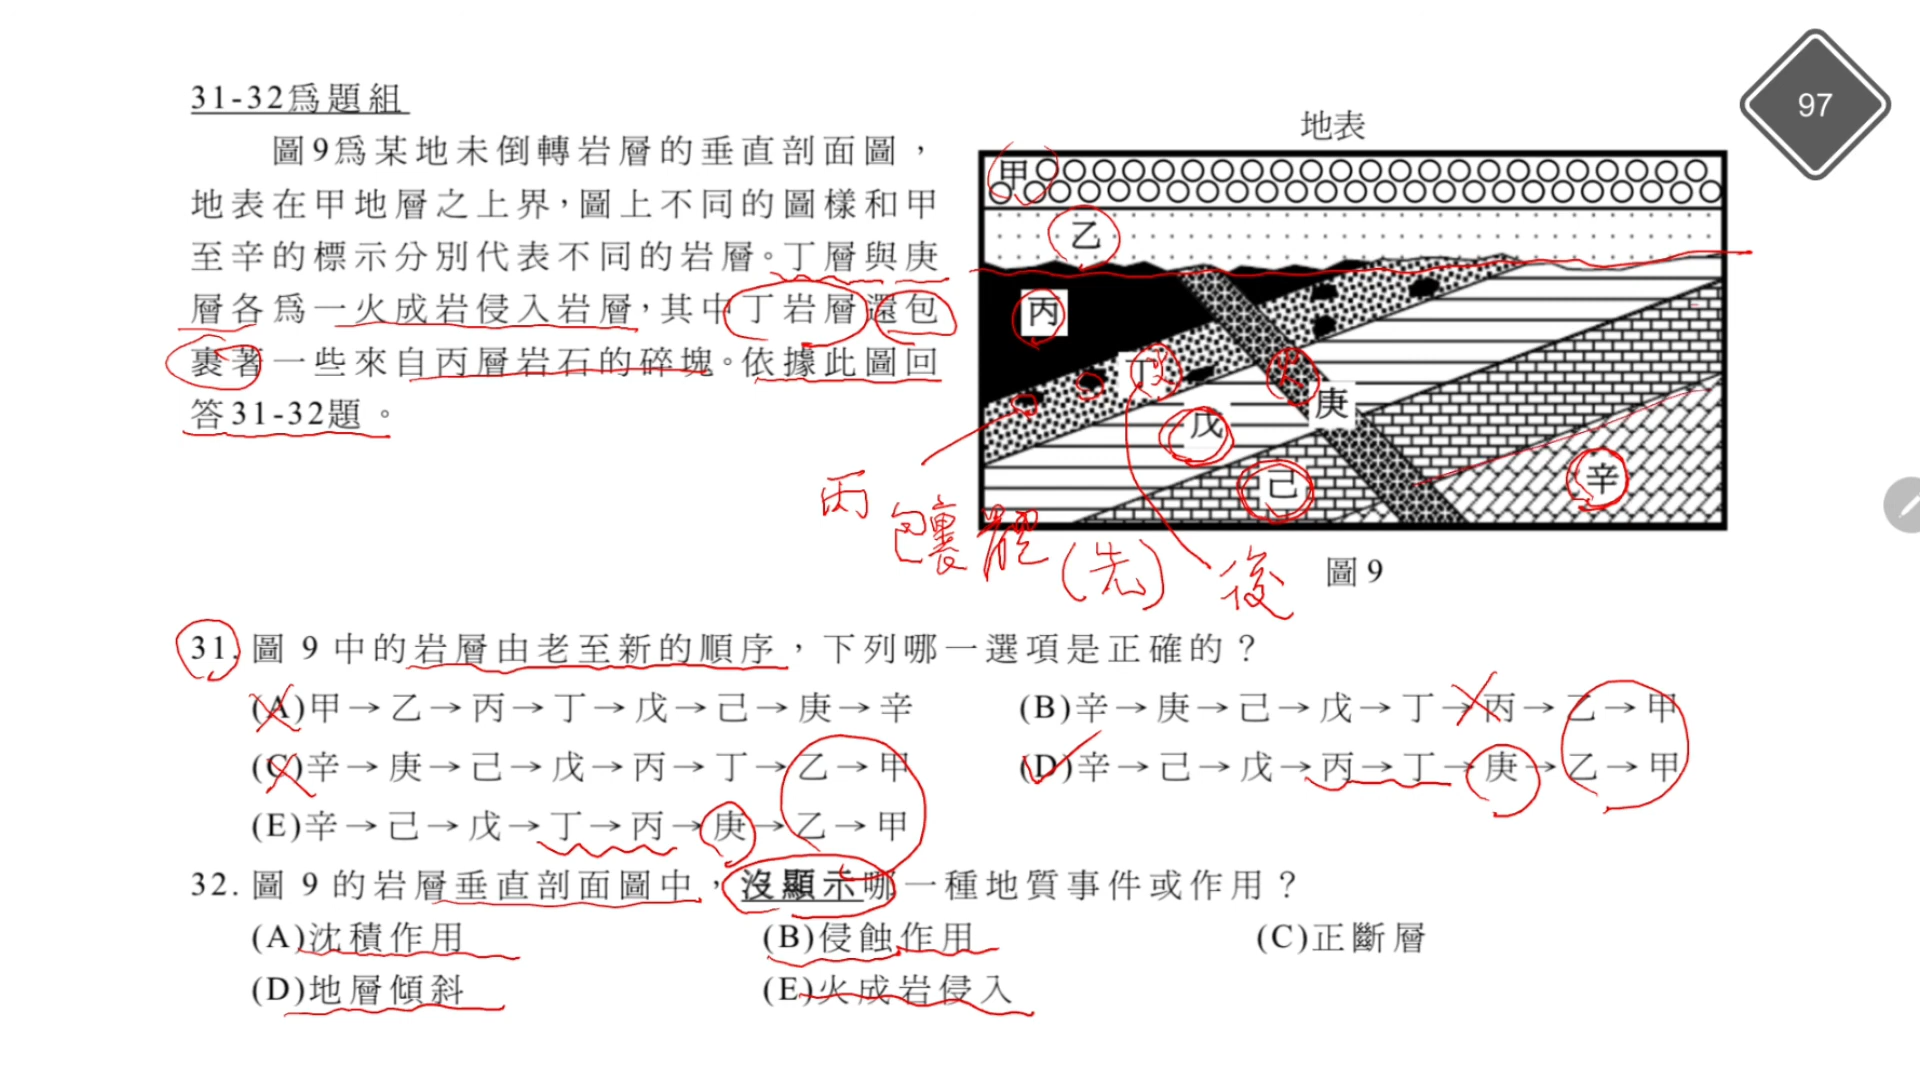 97
31-32為題組
圖9為某地未倒轉岩層的垂直剖面圖，
地表在甲地層之上界，圖上不同的圖樣和甲
至辛的標示分別代表不同的岩層。丁層與庚
層各為一火成岩侵入岩層，其中丁岩層還包
裹著一些來自丙層岩石的碎塊。依據此圖回
答31-32題。
地表
甲
乙
丙
丁
戊
庚
己
辛
丙
包裹體(先)
後
圖9
31. 圖 9 中的岩層由老至新的順序，下列哪一選項是正確的？
(A)甲→乙→丙→丁→戊→己→庚→辛
(B)辛→庚→己→戊→丁→丙→乙→甲
(C)辛→庚→己→戊→丙→丁→乙→甲
(D)辛→己→戊→丙→丁→庚→乙→甲
(E)辛→己→戊→丁→丙→庚→乙→甲
32. 圖 9 的岩層垂直剖面圖中，沒顯示哪一種地質事件或作用？
(A)沈積作用
(B)侵蝕作用
(C)正斷層
(D)地層傾斜
(E)火成岩侵入